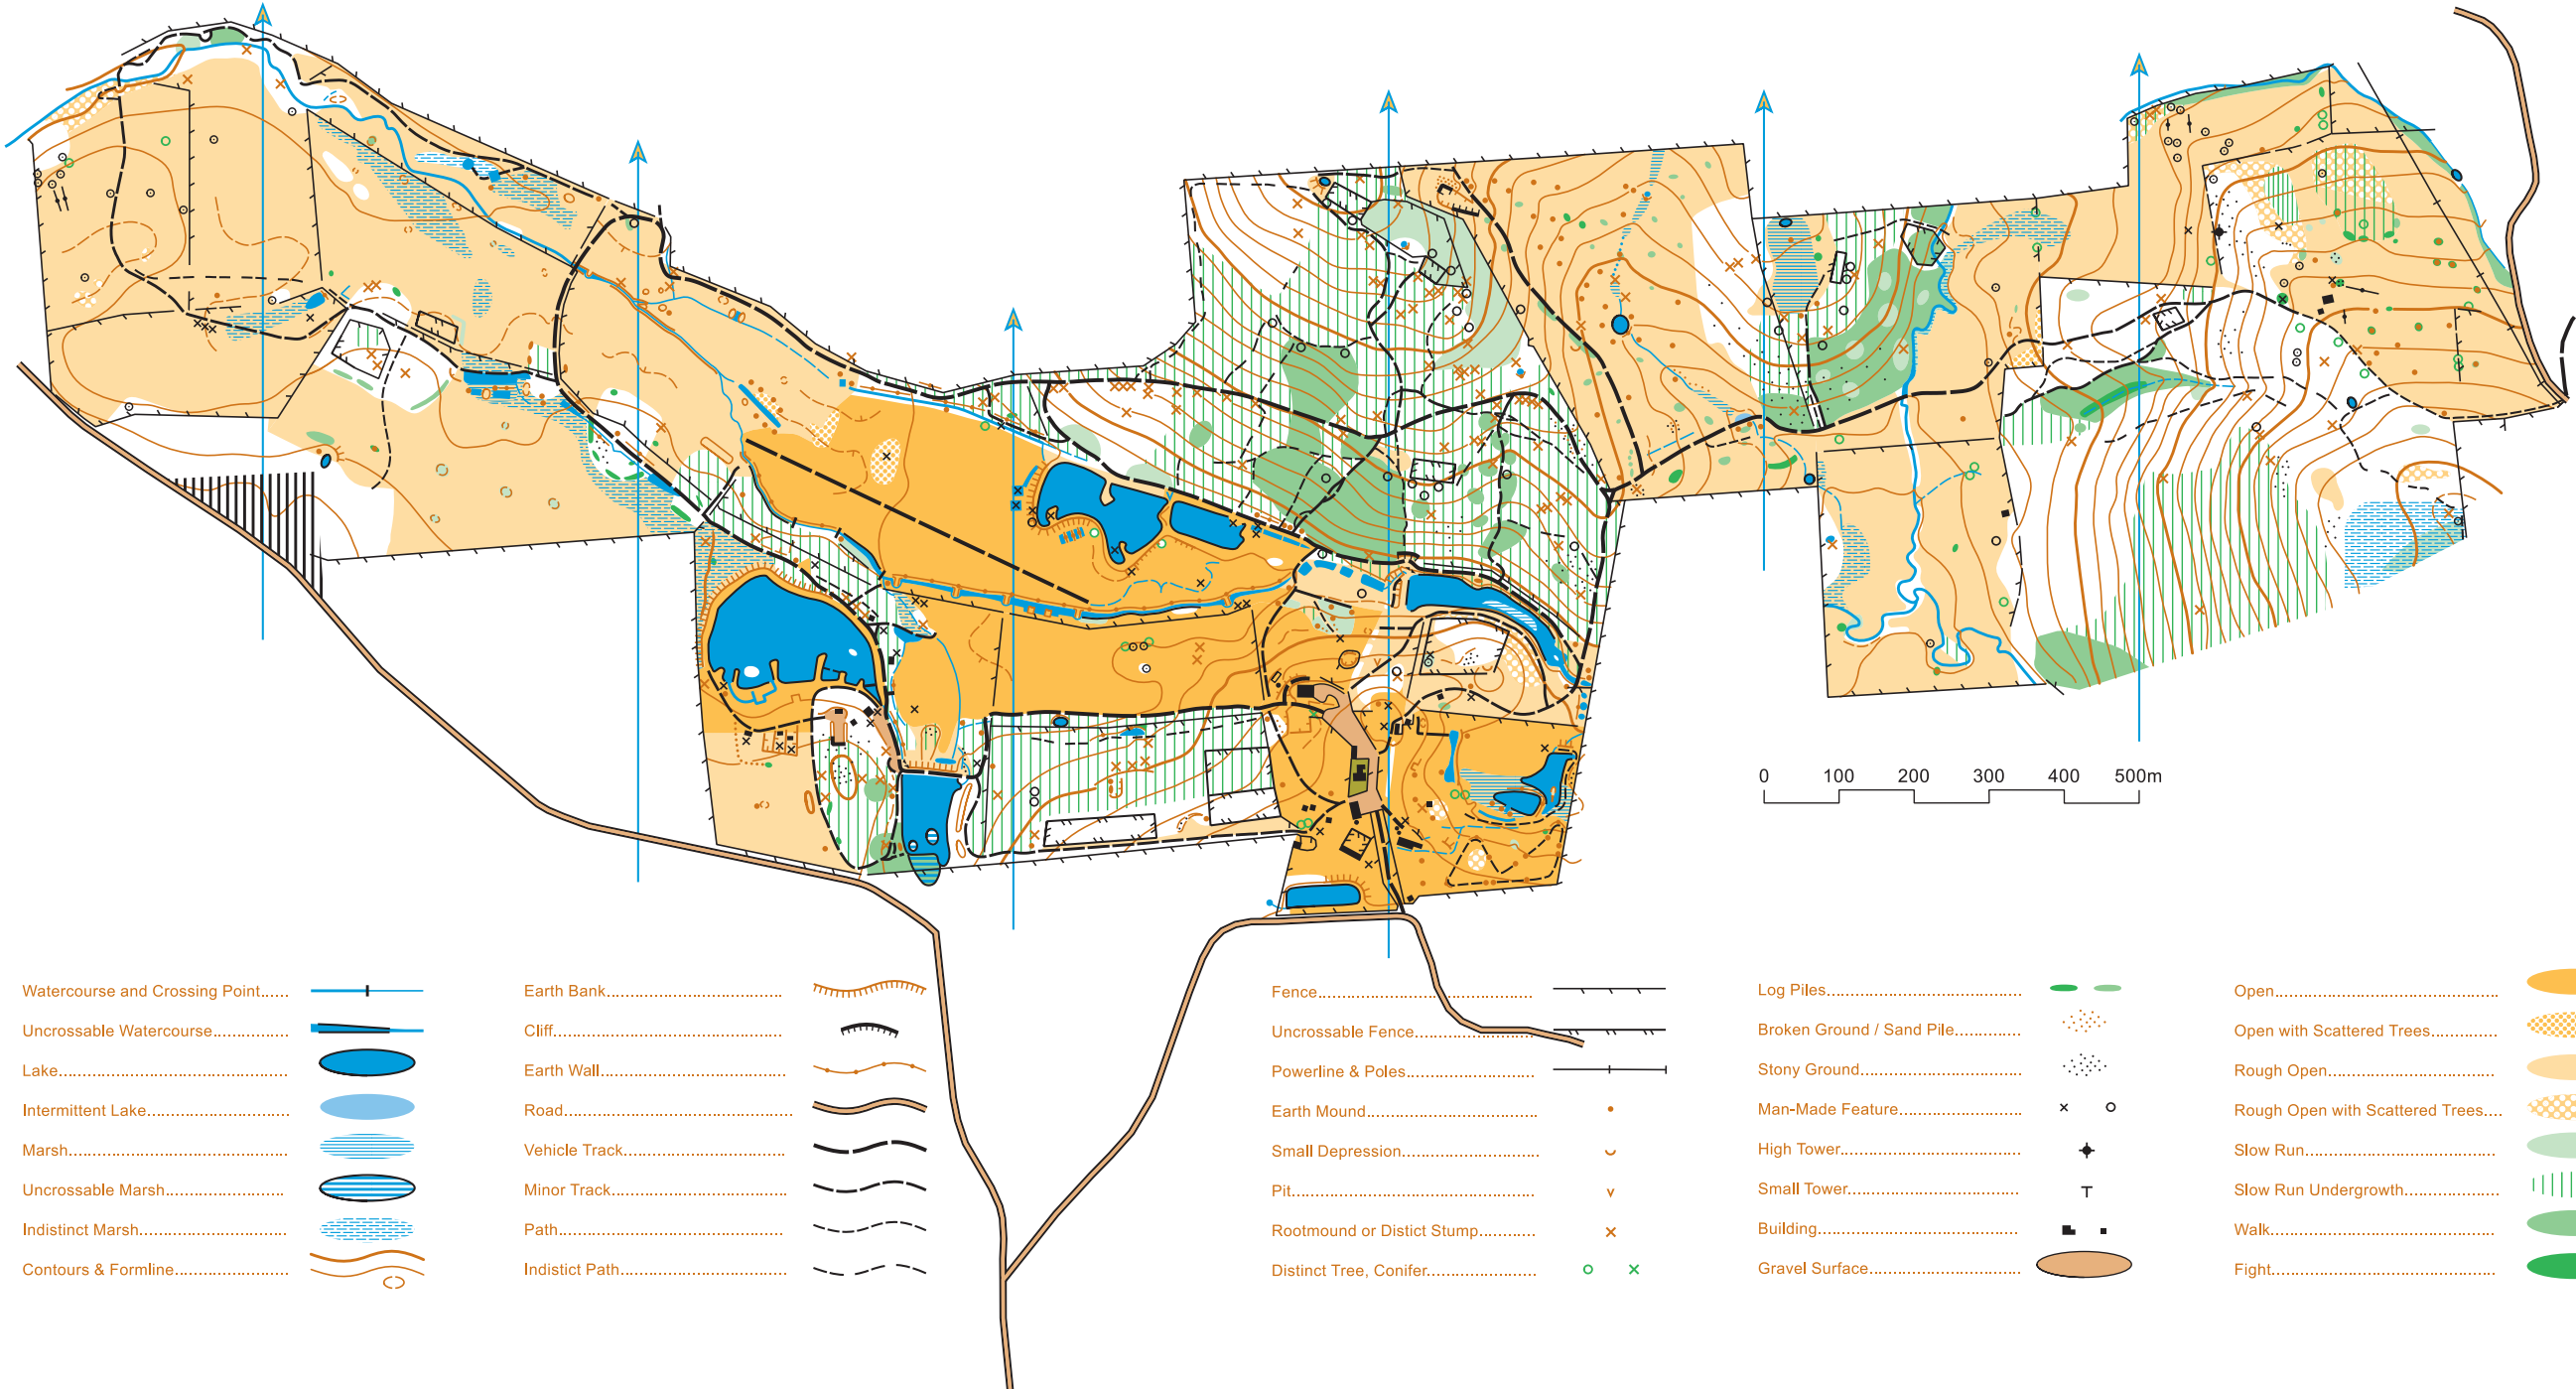 0 100 200 300 400 500m
Watercourse and Crossing Point......
Uncrossable Watercourse..................
Lake..........................................................
Intermittent Lake...................................
Marsh.......................................................
Uncrossable Marsh..............................
Indistinct Marsh.....................................
Contours & Formline............................
Earth Bank............................................
Cliff..........................................................
Earth Wall..............................................
Road........................................................
Vehicle Track.........................................
Minor Track............................................
Path.........................................................
Indistict Path..........................................
Fence......................................................
Uncrossable Fence..............................
Powerline & Poles................................
Earth Mound...........................................
Small Depression..................................
Pit.............................................................
Rootmound or Distict Stump..............
Distinct Tree, Conifer...........................
Log Piles.................................................
Broken Ground / Sand Pile.................
Stony Ground.........................................
Man-Made Feature...............................
High Tower..............................................
Small Tower............................................
Building....................................................
Gravel Surface.......................................
Open........................................................
Open with Scattered Trees.................
Rough Open...........................................
Rough Open with Scattered Trees.....
Slow Run.................................................
Slow Run Undergrowth........................
Walk.........................................................
Fight.........................................................